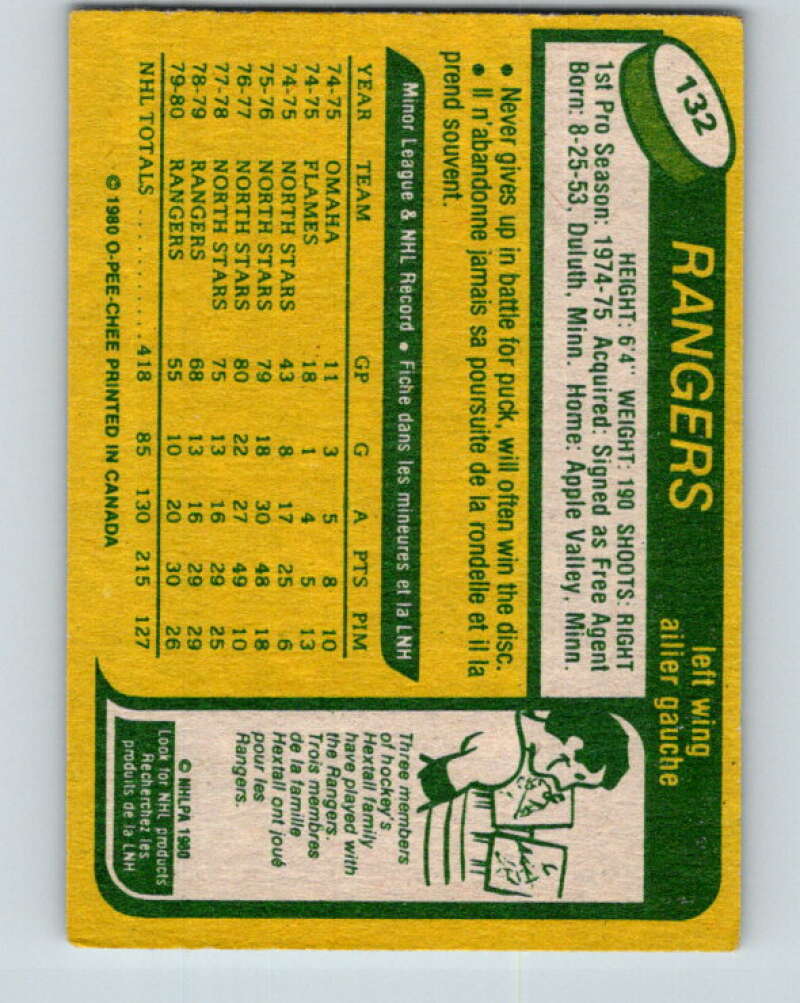 132
RANGERS
left wing
ailier gauche
HEIGHT: 6'4" WEIGHT: 190 SHOOTS: RIGHT
1st Pro Season: 1974-75 Acquired: Signed as Free Agent
Born: 8-25-53, Duluth, Minn. Home: Apple Valley, Minn.
• Never gives up in battle for puck, will often win the disc.
• Il n'abandonne jamais sa poursuite de la rondelle et il la
prend souvent.
Minor League & NHL Record • Fiche dans les mineures et la LNH
YEAR TEAM GP G A PTS PIM
74-75 OMAHA 11 3 5 8 10
74-75 FLAMES 18 1 4 5 13
74-75 NORTH STARS 43 8 17 25 6
75-76 NORTH STARS 79 18 30 48 18
76-77 NORTH STARS 80 22 27 49 10
77-78 NORTH STARS 75 13 16 29 25
78-79 RANGERS 68 13 16 29 29
79-80 RANGERS 55 10 20 30 26
NHL TOTALS .......... 418 85 130 215 127
© 1980 O-PEE-CHEE PRINTED IN CANADA
Three members
of hockey's
Hextall family
have played with
the Rangers.
Trois membres
de la famille
Hextall ont joué
pour les
Rangers.
© NHLPA 1980
Look for NHL products
Recherchez les
produits de la LNH